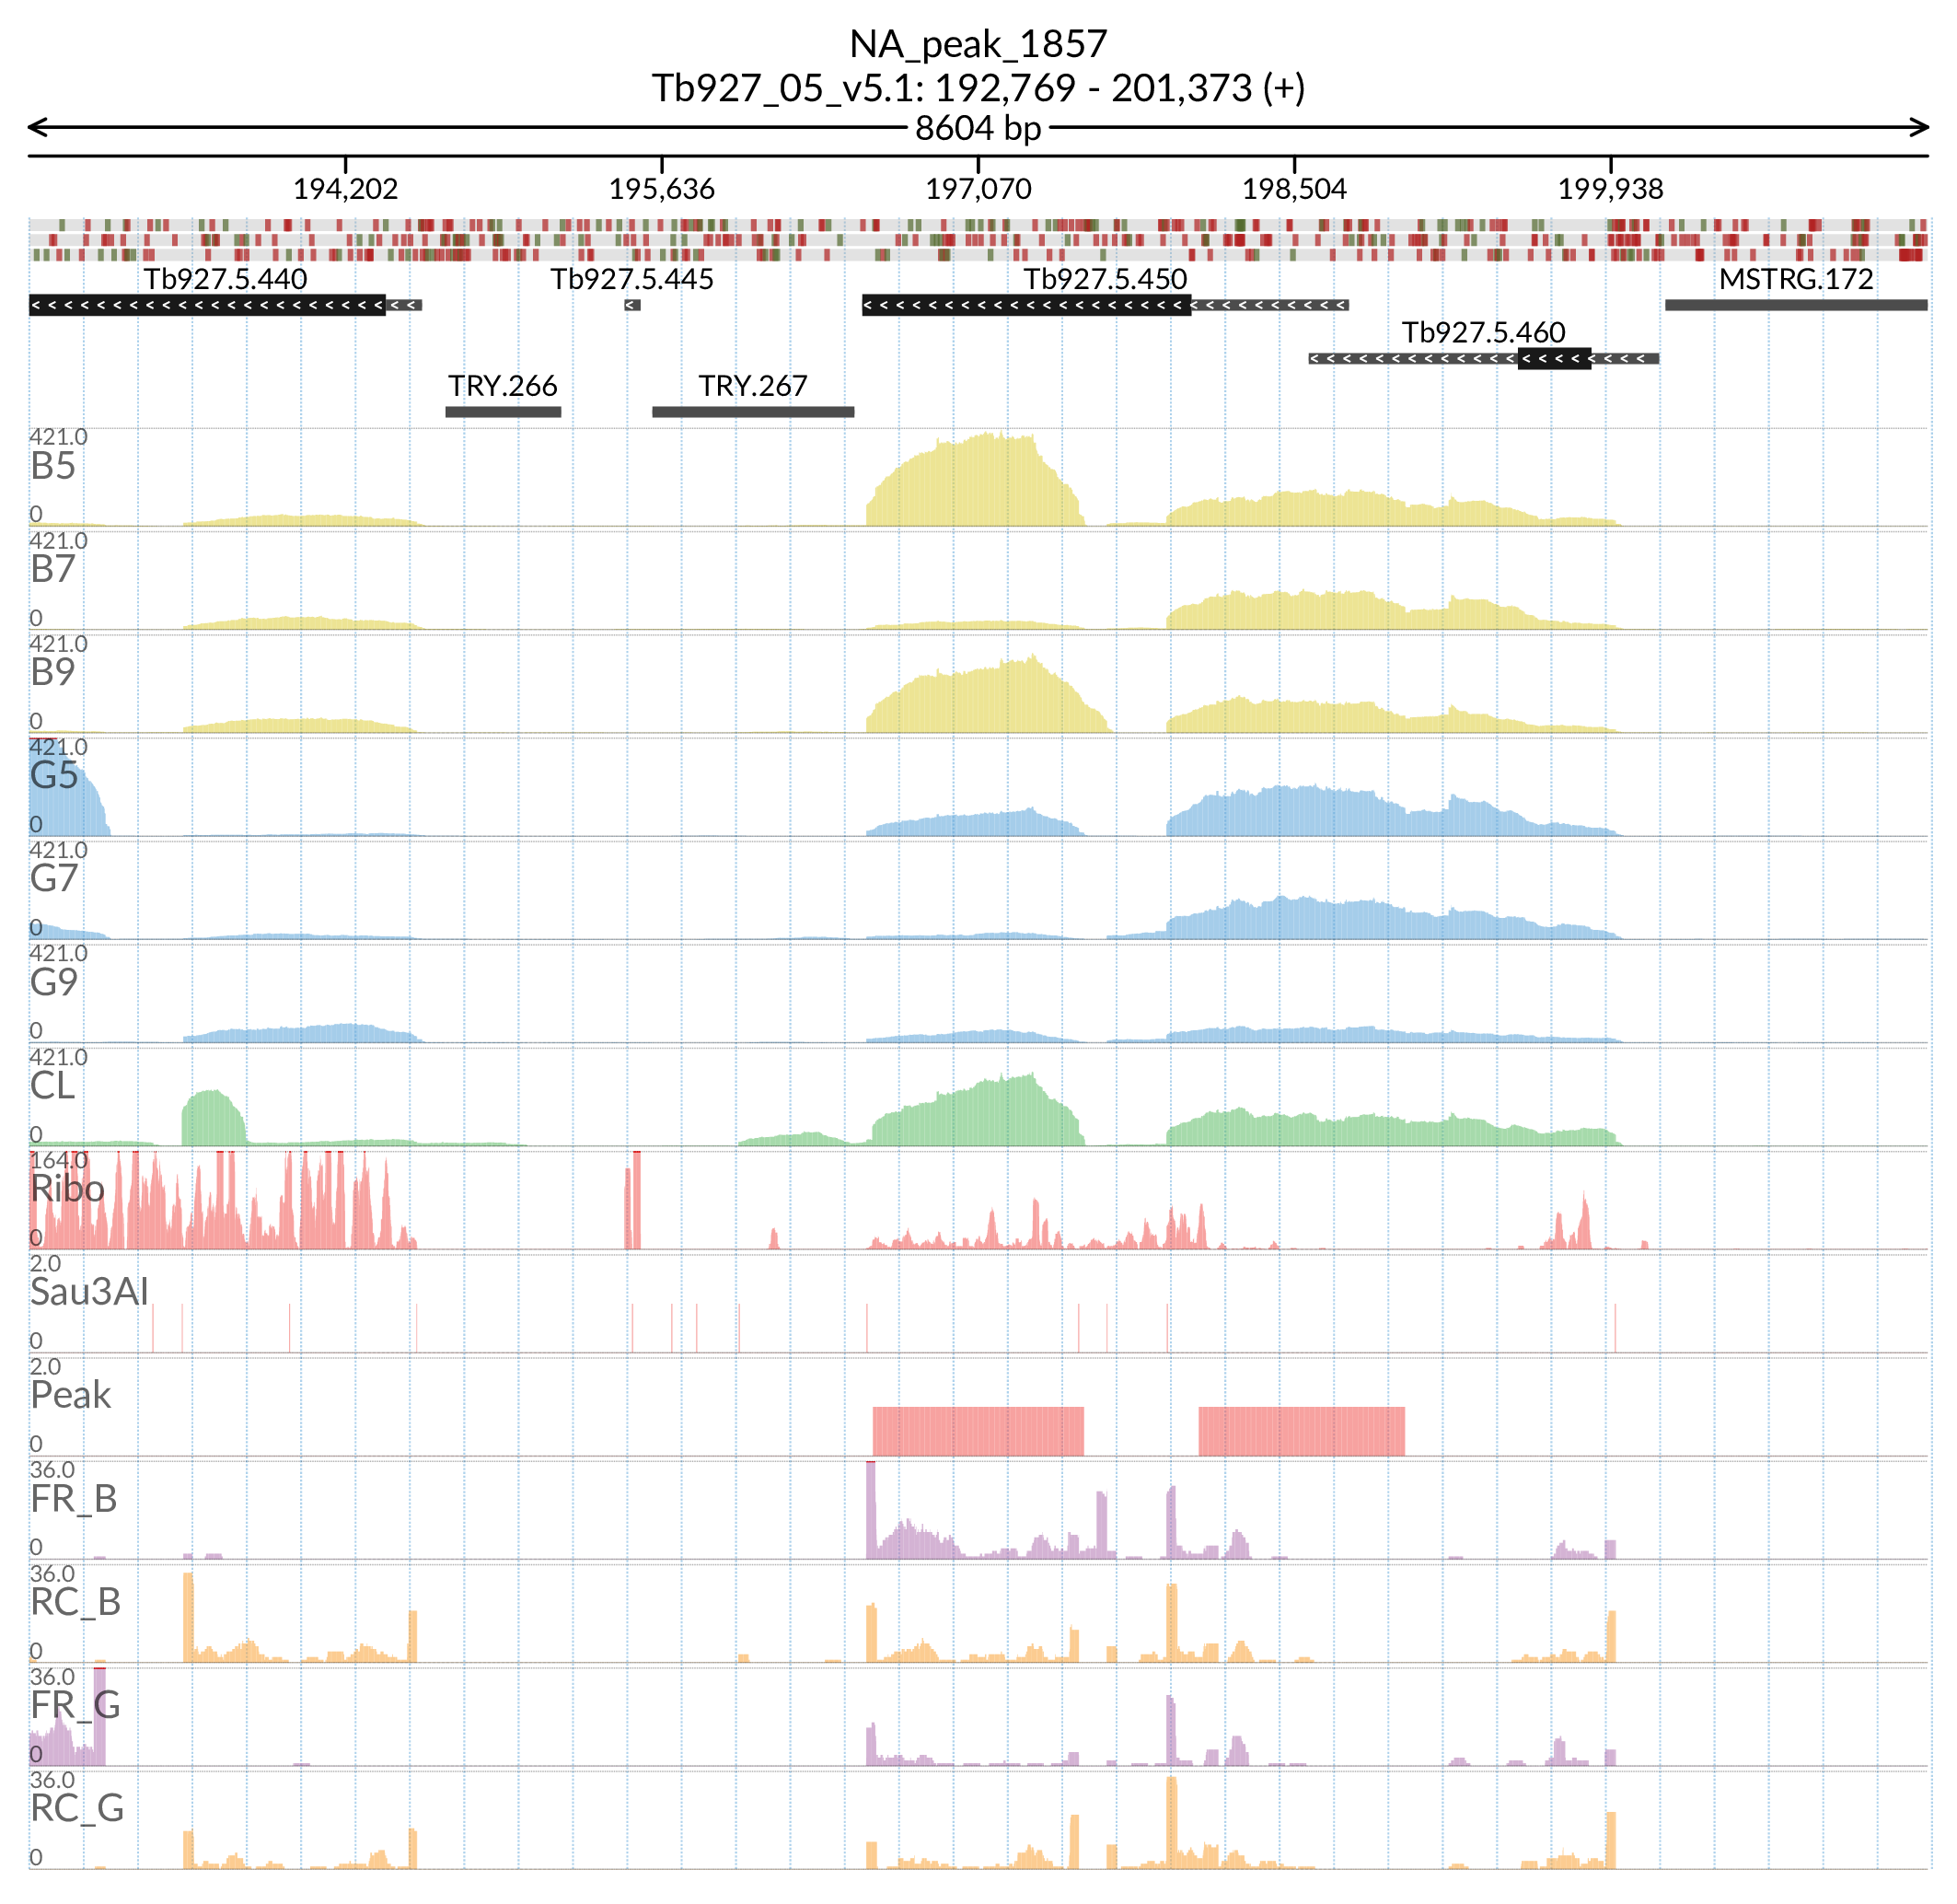 NA_peak_1857
Tb927_05_v5.1: 192,769 - 201,373 (+)
8604 bp
194,202 195,636 197,070 198,504 199,938
Tb927.5.440 Tb927.5.445 Tb927.5.450 MSTRG.172
Tb927.5.460
TRY.266 TRY.267
421.0
B5
0
421.0
B7
0
421.0
B9
0
421.0
G5
0
421.0
G7
0
421.0
G9
0
421.0
CL
0
164.0
Ribo
0
2.0
Sau3AI
0
2.0
Peak
0
36.0
FR_B
0
36.0
RC_B
0
36.0
FR_G
0
36.0
RC_G
0